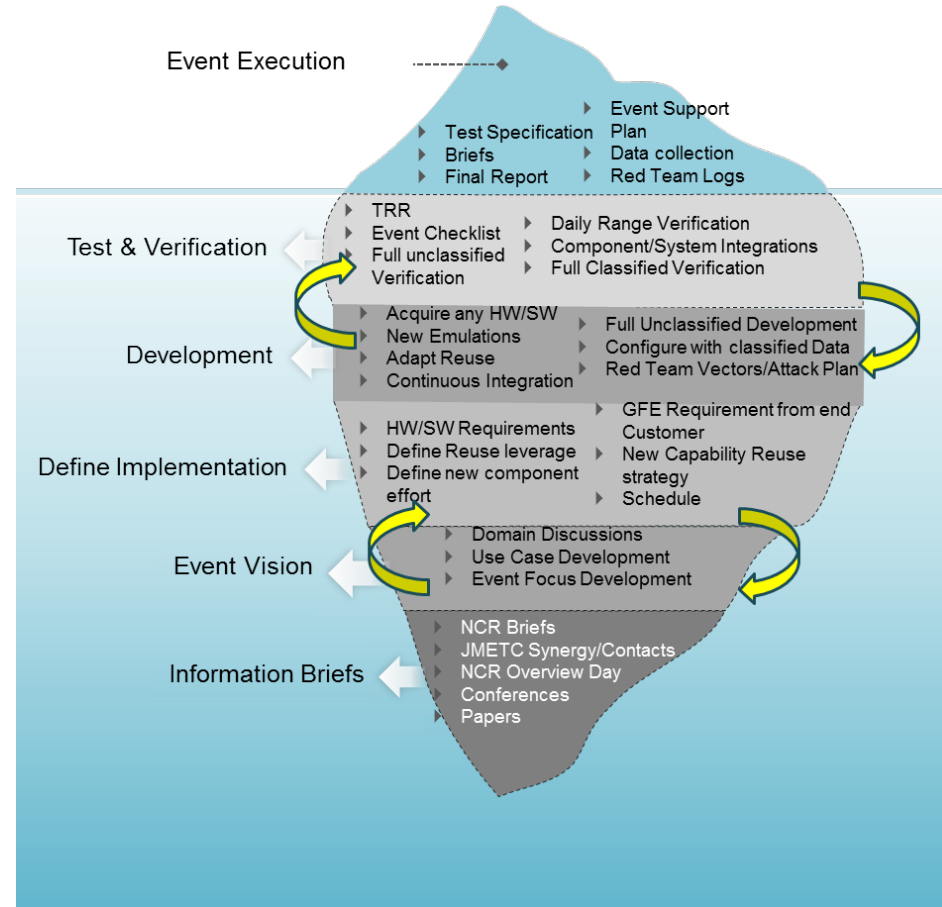 Event Execution
Test Specification
Briefs
Final Report
Event Support
Plan
Data collection
Red Team Logs
Test & Verification
TRR
Event Checklist
Full unclassified
Verification
Daily Range Verification
Component/System Integrations
Full Classified Verification
Development
Acquire any HW/SW
New Emulations
Adapt Reuse
Continuous Integration
Full Unclassified Development
Configure with classified Data
Red Team Vectors/Attack Plan
Define Implementation
HW/SW Requirements
Define Reuse leverage
Define new component
effort
GFE Requirement from end
Customer
New Capability Reuse
strategy
Schedule
Event Vision
Domain Discussions
Use Case Development
Event Focus Development
Information Briefs
NCR Briefs
JMETC Synergy/Contacts
NCR Overview Day
Conferences
Papers